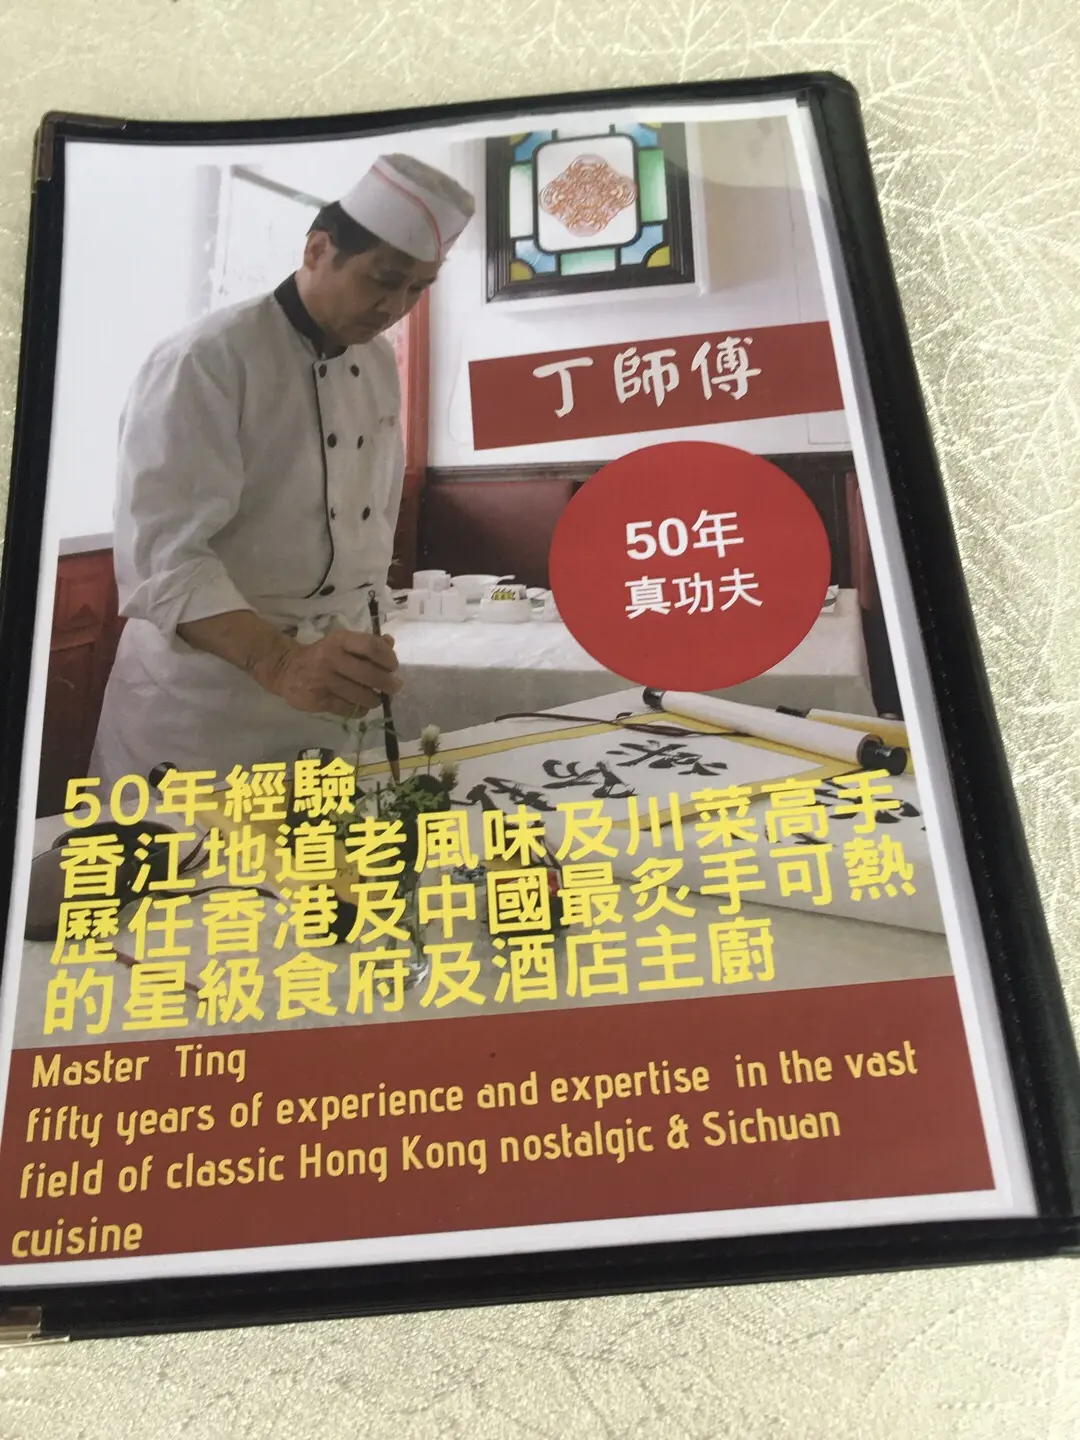 丁師傅
50年
真功夫
50年經驗
香江地道老風味及川菜高手
歷任香港及中國最炙手可熱
的星級食府及酒店主廚
Master Ting
fifty years of experience and expertise in the vast
field of classic Hong Kong nostalgic & Sichuan
cuisine